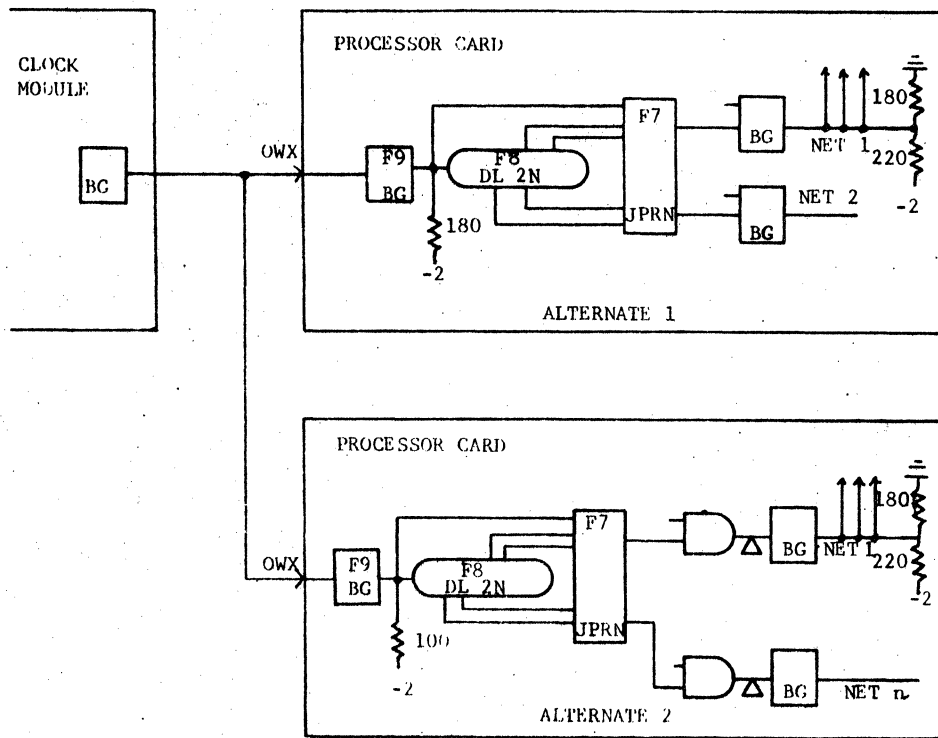 CLOCK
MODULE
BG
OWX
PROCESSOR CARD
F9
BG
180
-2
F8
DL 2N
F7
JPRN
BG
NET 1
180
220
-2
BG
NET 2
ALTERNATE 1
PROCESSOR CARD
OWX
F9
BG
100
-2
F8
DL 2N
F7
JPRN
BG
NET 1
180
220
-2
BG
NET n
ALTERNATE 2